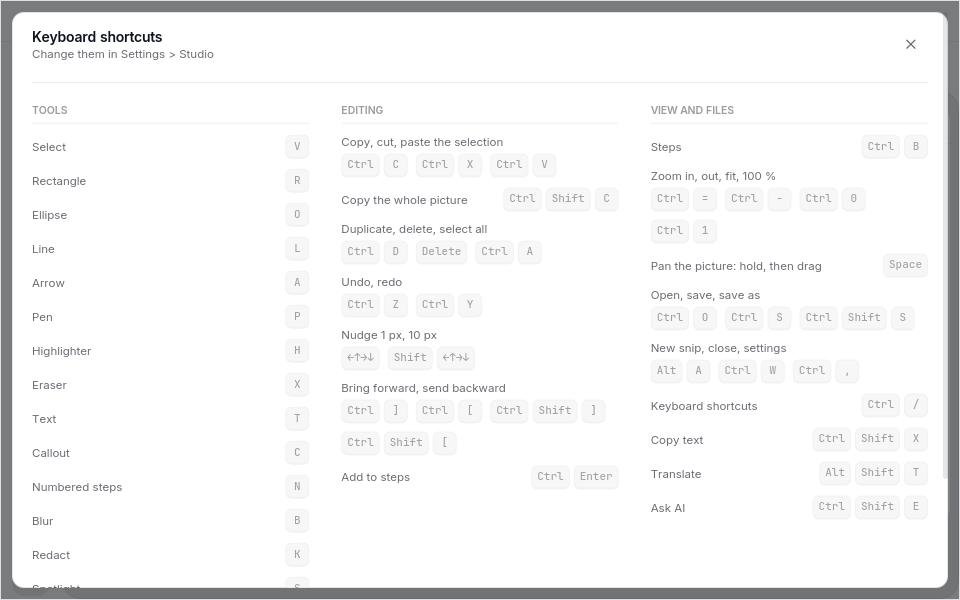 Keyboard shortcuts
Change them in Settings > Studio
TOOLS
Select V
Rectangle R
Ellipse O
Line L
Arrow A
Pen P
Highlighter H
Eraser X
Text T
Callout C
Numbered steps N
Blur B
Redact K
Spotlight S
EDITING
Copy, cut, paste the selection
Ctrl C Ctrl X Ctrl V
Copy the whole picture Ctrl Shift C
Duplicate, delete, select all
Ctrl D Delete Ctrl A
Undo, redo
Ctrl Z Ctrl Y
Nudge 1 px, 10 px
←↑→↓ Shift ←↑→↓
Bring forward, send backward
Ctrl ] Ctrl [ Ctrl Shift ]
Ctrl Shift [
Add to steps Ctrl Enter
VIEW AND FILES
Steps Ctrl B
Zoom in, out, fit, 100 %
Ctrl = Ctrl - Ctrl 0
Ctrl 1
Pan the picture: hold, then drag Space
Open, save, save as
Ctrl O Ctrl S Ctrl Shift S
New snip, close, settings
Alt A Ctrl W Ctrl ,
Keyboard shortcuts Ctrl /
Copy text Ctrl Shift X
Translate Alt Shift T
Ask AI Ctrl Shift E